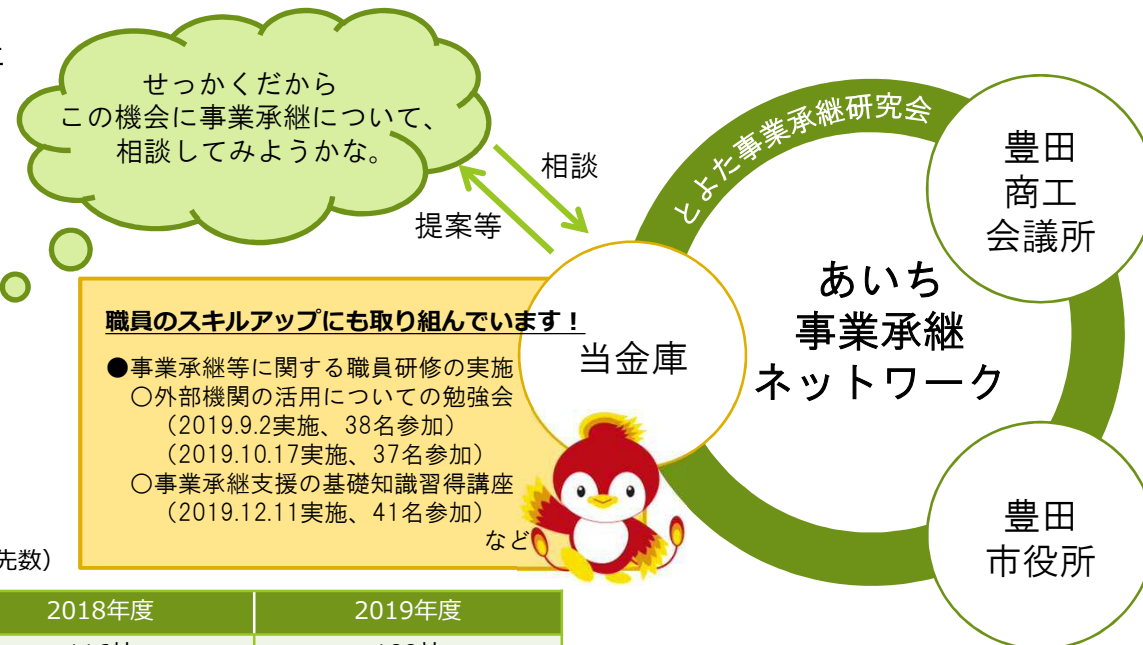 せっかくだから
この機会に事業承継について、
相談してみようかな。
相談
提案等
とよた事業承継研究会
豊田
商工
会議所
あいち
事業承継
ネットワーク
当金庫
豊田
市役所
職員のスキルアップにも取り組んでいます！
●事業承継等に関する職員研修の実施
○外部機関の活用についての勉強会
（2019.9.2実施、38名参加）
（2019.10.17実施、37名参加）
○事業承継支援の基礎知識習得講座
（2019.12.11実施、41名参加）
など
先数）
2018年度 2019年度